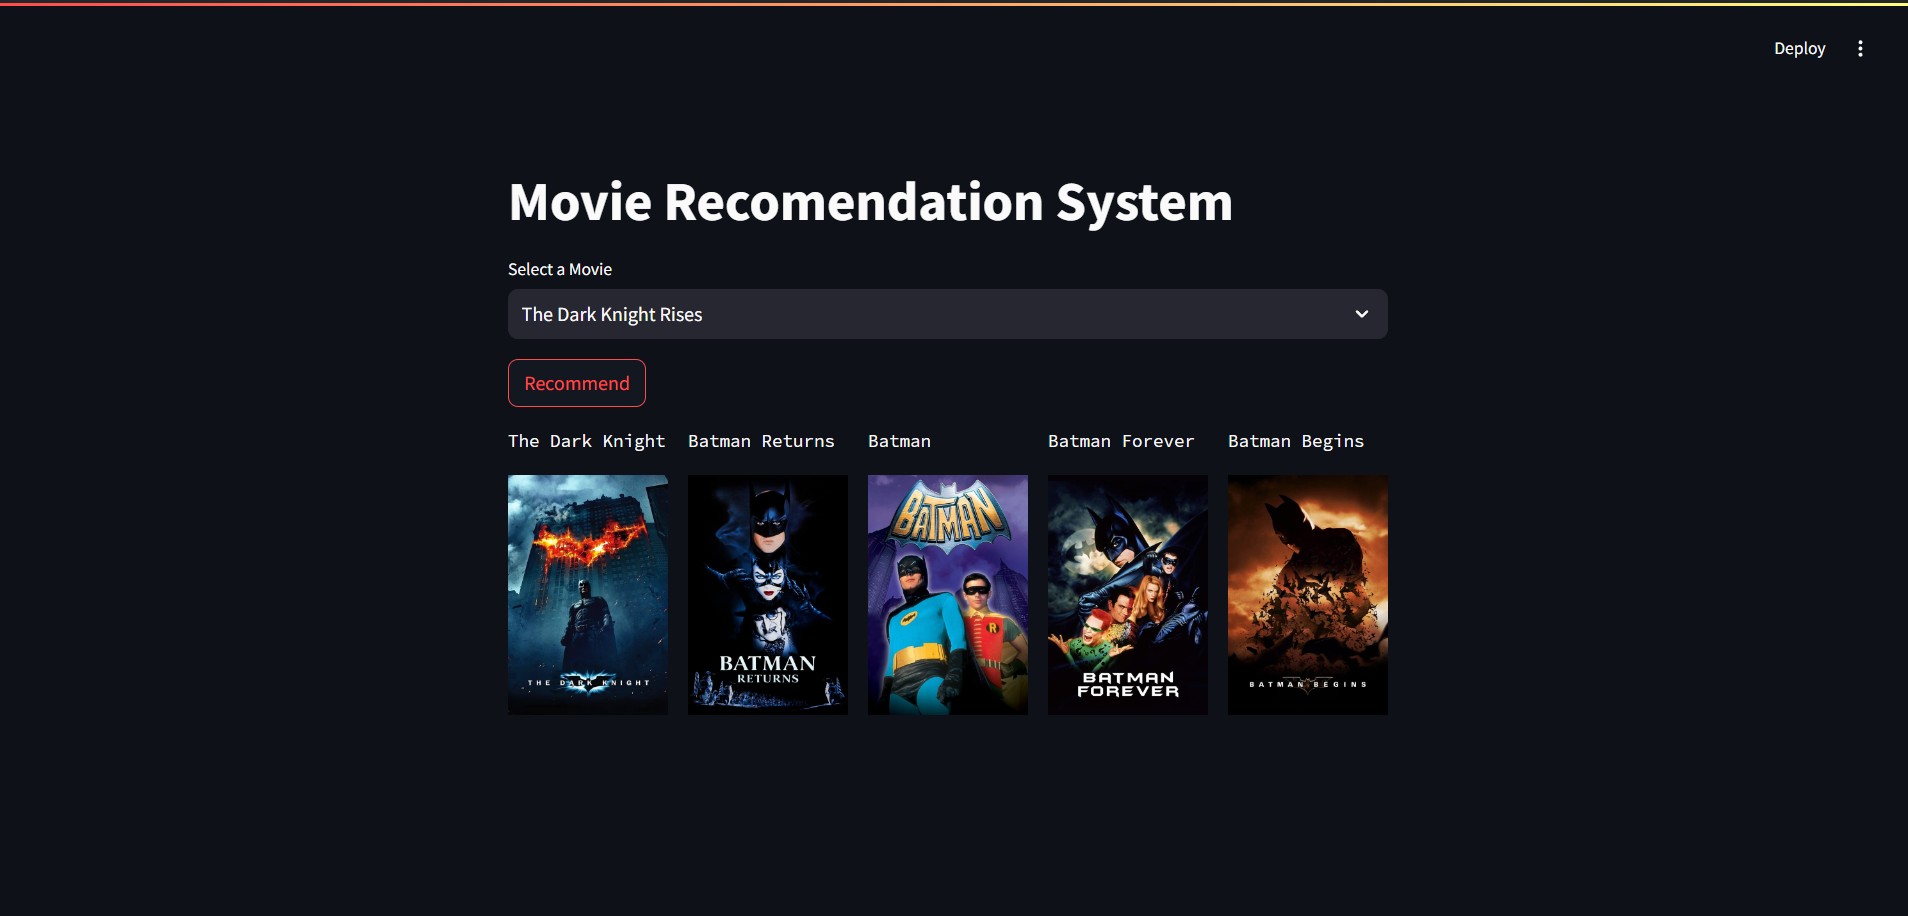 Deploy
Movie Recomendation System
Select a Movie
The Dark Knight Rises
Recommend
The Dark Knight
Batman Returns
Batman
Batman Forever
Batman Begins
THE DARK KNIGHT
BATMAN
RETURNS
BATMAN
R
BATMAN
FOREVER
BATMAN BEGINS